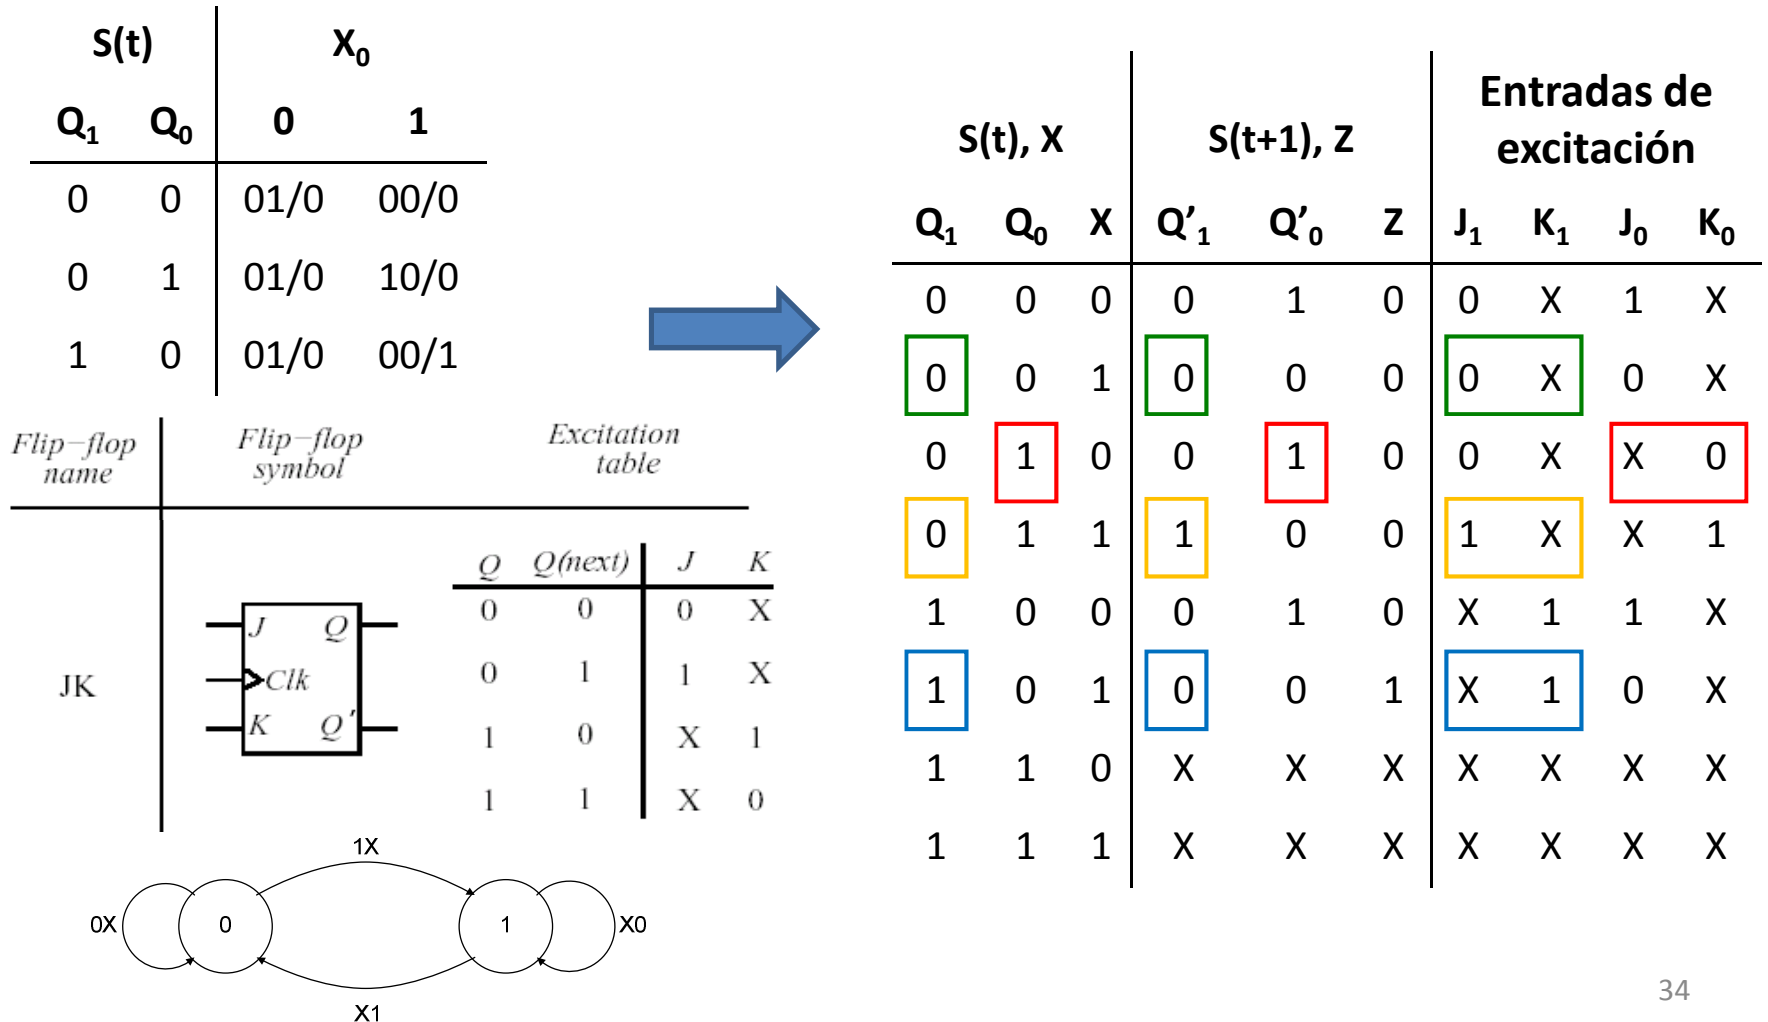 S(t) X₀
Q₁ Q₀ 0 1
0 0 01/0 00/0
0 1 01/0 10/0
1 0 01/0 00/1
Flip-flop name Flip-flop symbol Excitation table
Q Q(next) J K
0 0 0 X
0 1 1 X
1 0 X 1
1 1 X 0
JK
J Q
Clk
K Q'
1X
0X 0 1 X0
X1
S(t), X S(t+1), Z Entradas de excitación
Q₁ Q₀ X Q'₁ Q'₀ Z J₁ K₁ J₀ K₀
0 0 0 0 1 0 0 X 1 X
0 0 1 0 0 0 0 X 0 X
0 1 0 0 1 0 0 X X 0
0 1 1 1 0 0 1 X X 1
1 0 0 0 1 0 X 1 1 X
1 0 1 0 0 1 X 1 0 X
1 1 0 X X X X X X X
1 1 1 X X X X X X X
34